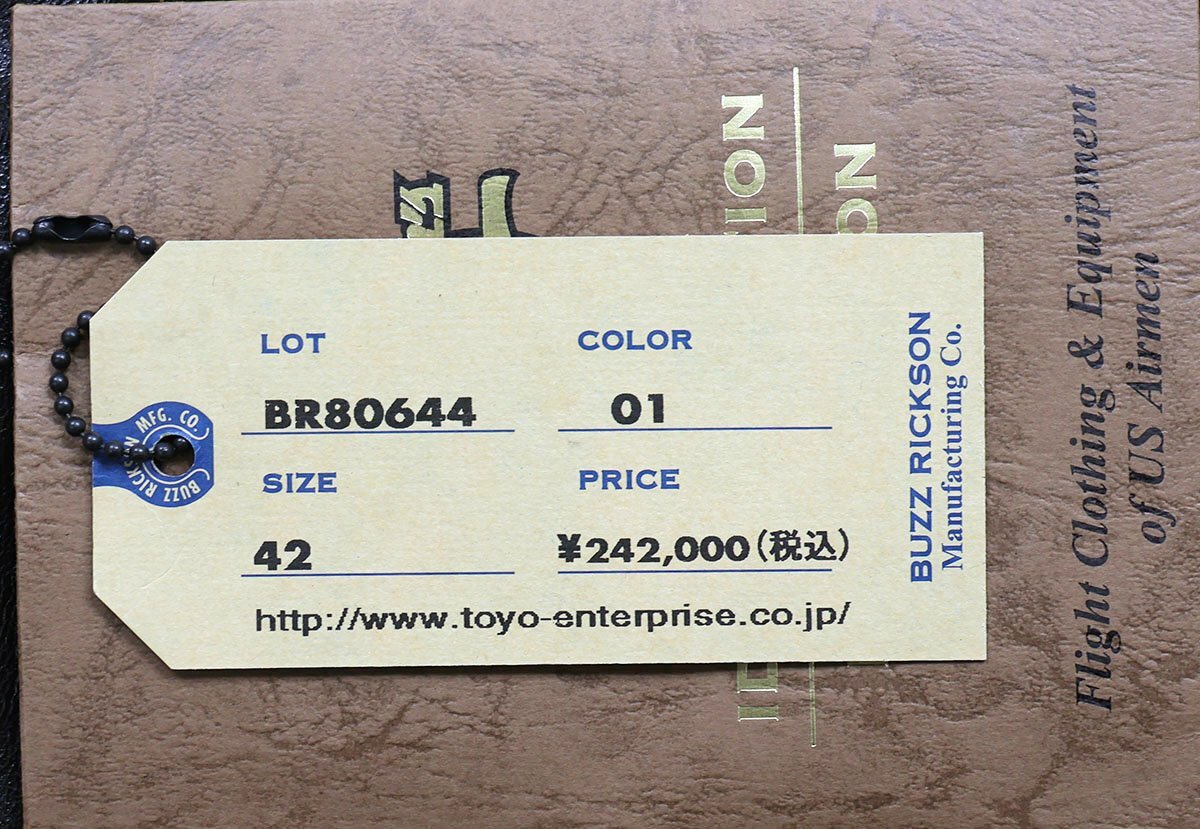 LOT
BR80644
COLOR
01
SIZE
42
PRICE
¥242,000(税込)
http://www.toyo-enterprise.co.jp/
BUZZ RICKSON
Manufacturing Co.
BUZZ RICKSON MFG. CO.
Flight Clothing & Equipment
of US Airmen